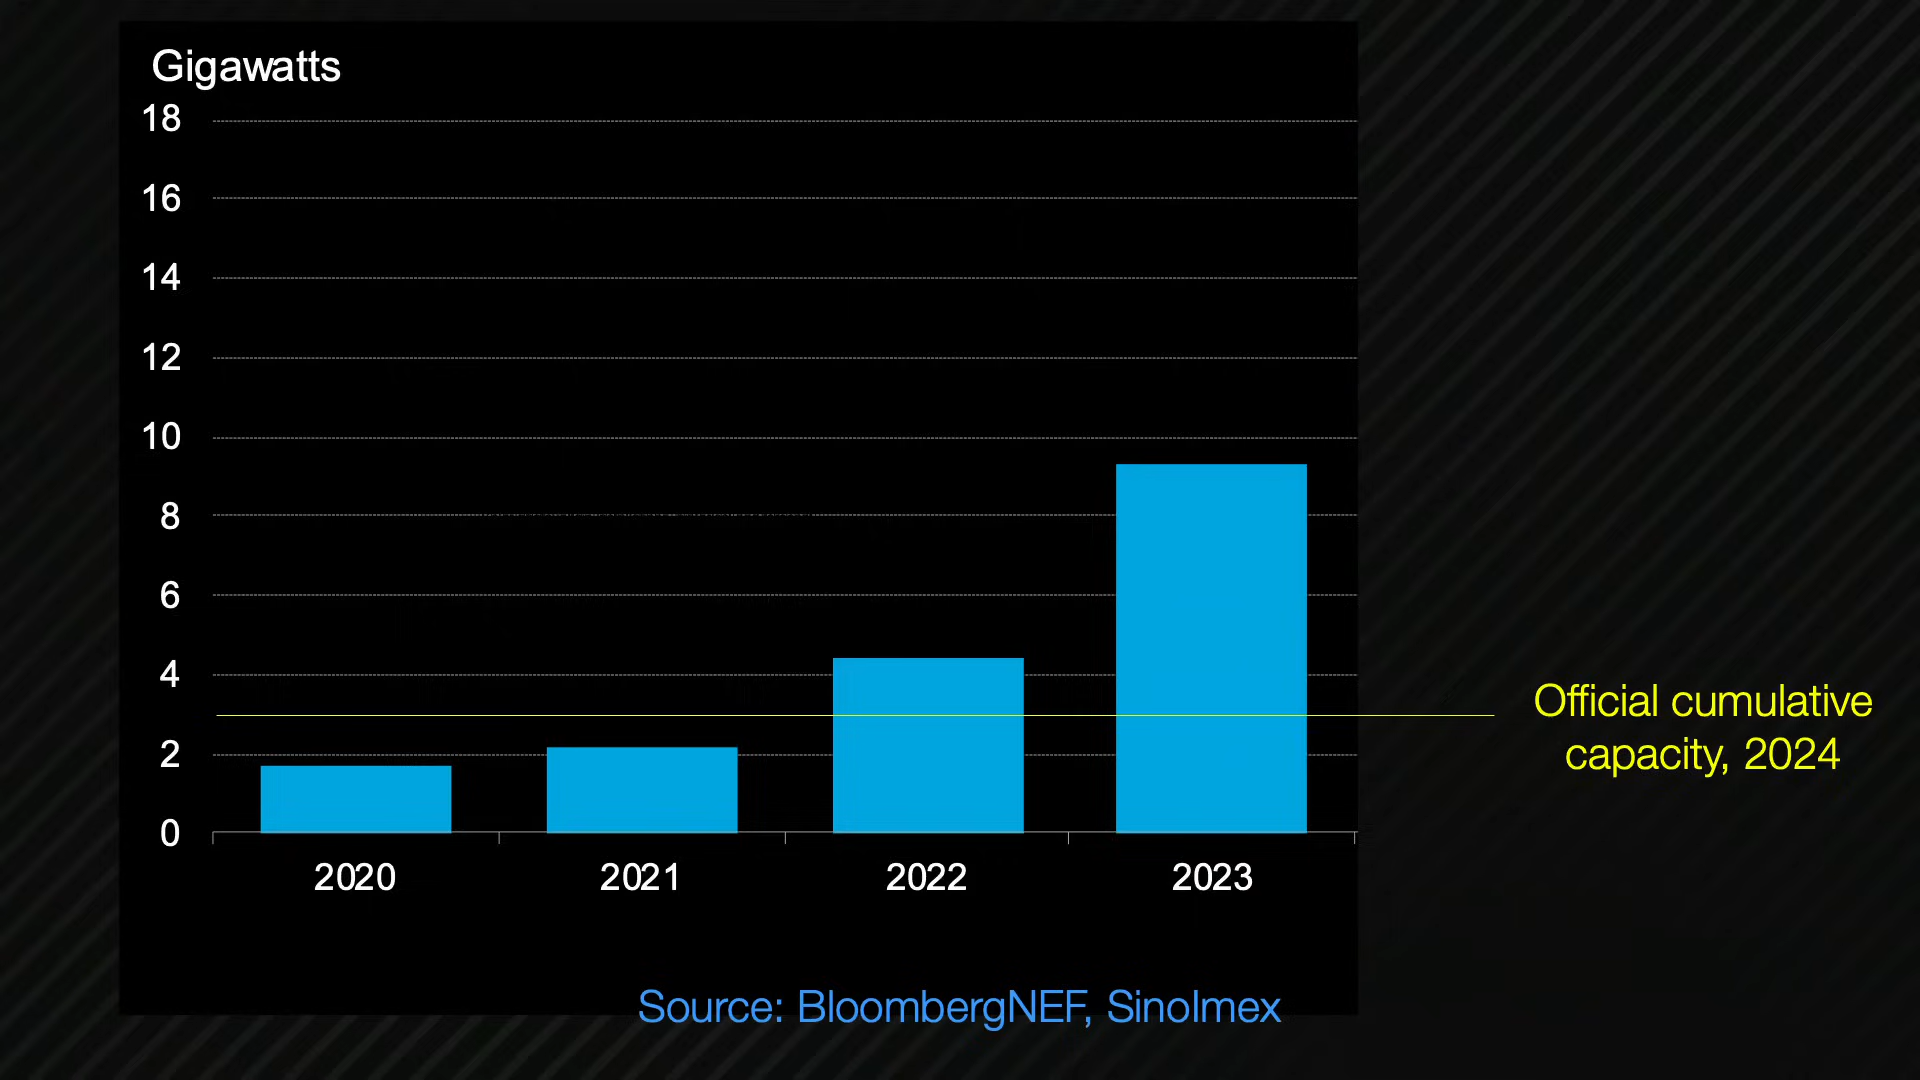 Gigawatts
18
16
14
12
10
8
6
4
2
0
2020 2021 2022 2023
Official cumulative
capacity, 2024
Source: BloombergNEF, SinoImex